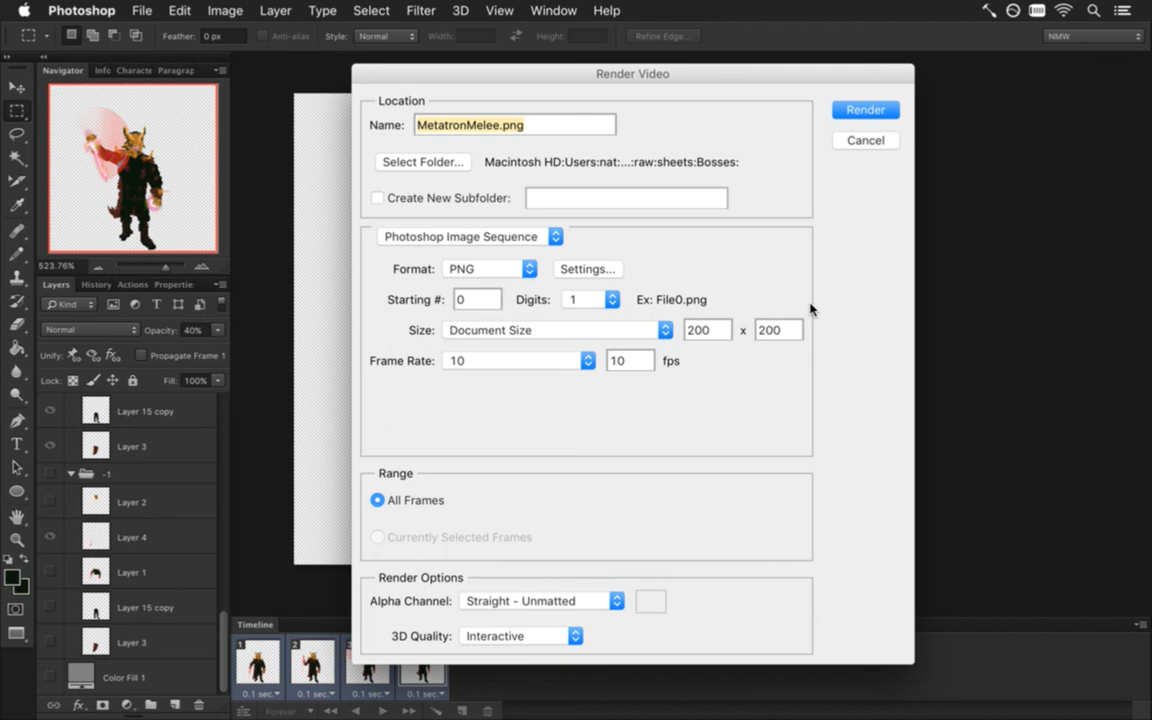 Photoshop File Edit Image Layer Type Select Filter 3D View Window Help
Feather: 0 px Anti-alias Style: Normal Width: Height: Refine Edge... NMW
Navigator Info Characte Paragrap
523.76%
Layers History Actions Propertie
Kind
Normal Opacity: 40%
Unify: Propagate Frame 1
Lock: Fill: 100%
Layer 15 copy
Layer 3
-1
Layer 2
Layer 4
Layer 1
Layer 15 copy
Layer 3
Color Fill 1
Render Video
Location
Name: MetatronMelee.png
Select Folder... Macintosh HD:Users:nat:...:raw:sheets:Bosses:
Create New Subfolder:
Render
Cancel
Photoshop Image Sequence
Format: PNG Settings...
Starting #: 0 Digits: 1 Ex: File0.png
Size: Document Size 200 x 200
Frame Rate: 10 10 fps
Range
All Frames
Currently Selected Frames
Render Options
Alpha Channel: Straight - Unmatted
3D Quality: Interactive
Timeline
1 2 3
0.1 sec. 0.1 sec. 0.1 sec. 0.1 sec.
Forever